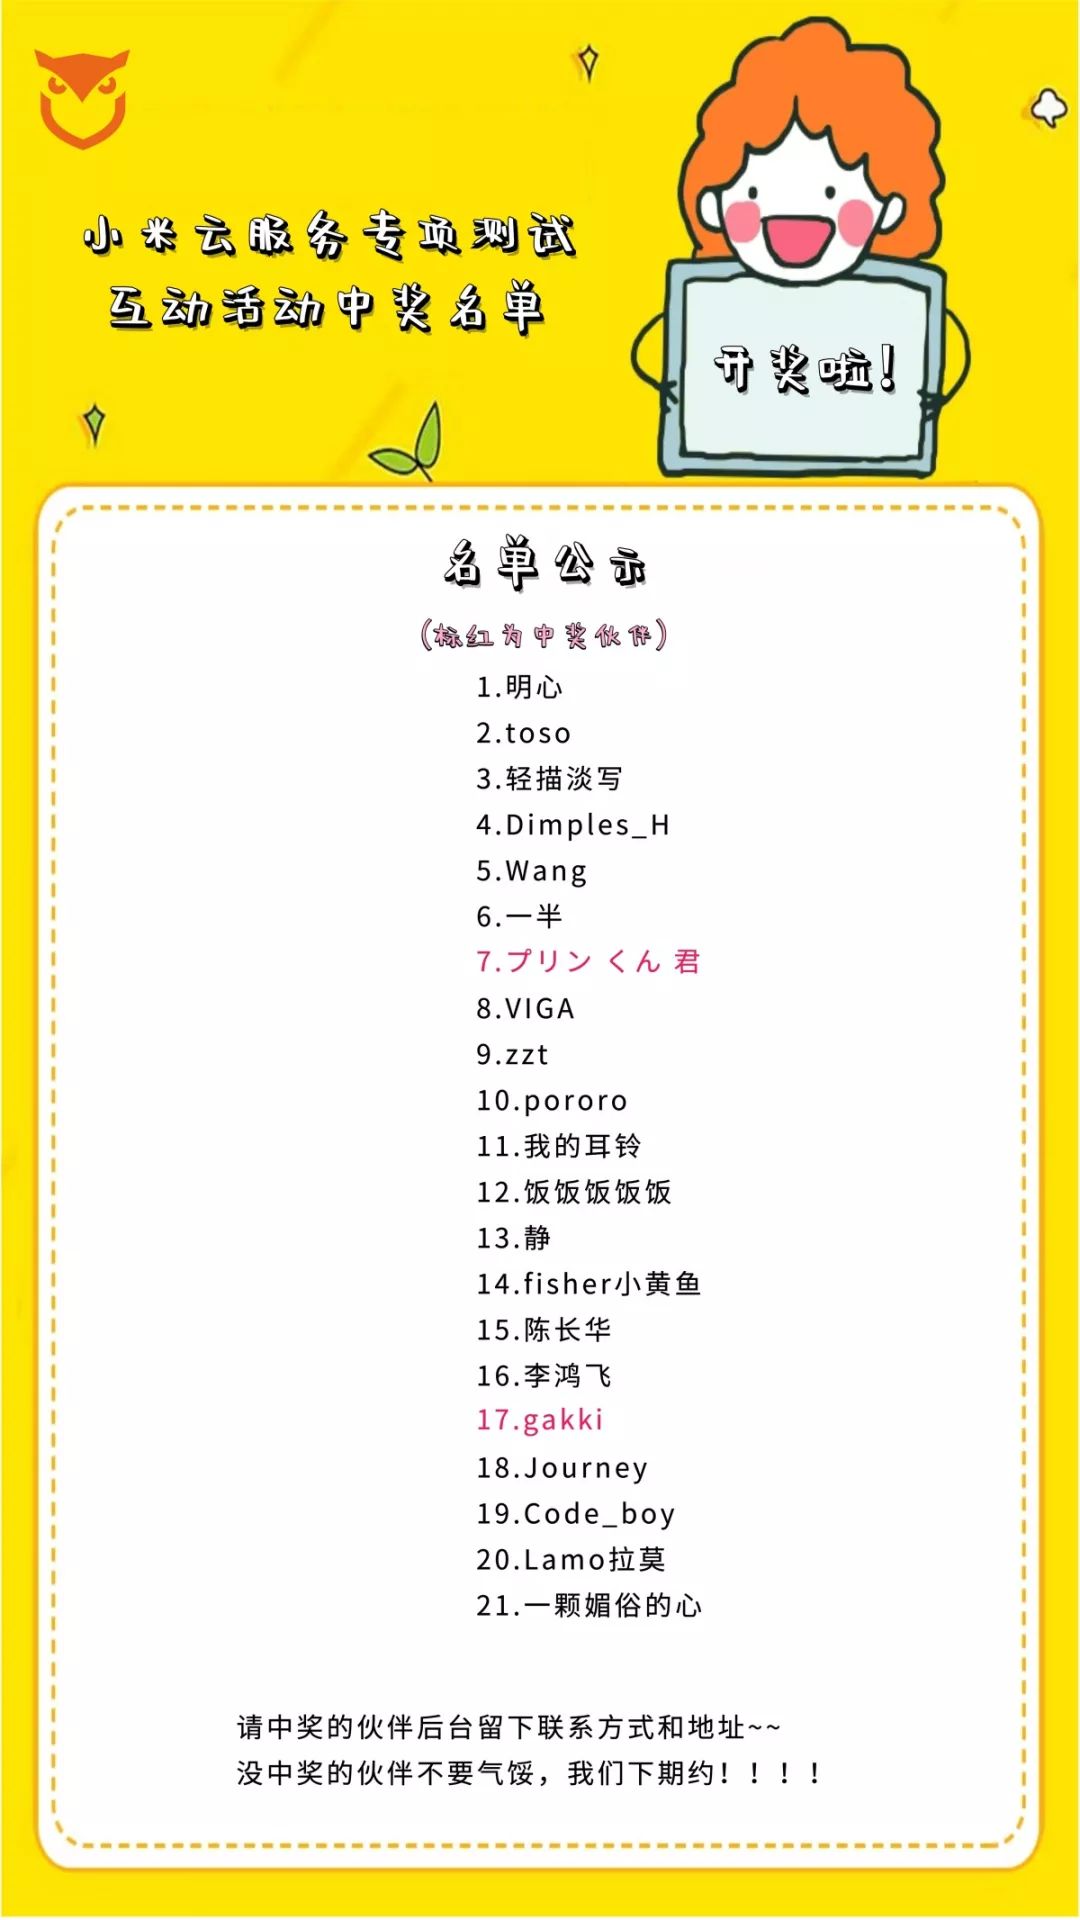 小米云服务专项测试
互动活动中奖名单
开奖啦!
名单公示
(标红为中奖伙伴)
1.明心
2.toso
3.轻描淡写
4.Dimples_H
5.Wang
6.一半
7.プリン くん 君
8.VIGA
9.zzt
10.pororo
11.我的耳铃
12.饭饭饭饭饭
13.静
14.fisher小黄鱼
15.陈长华
16.李鸿飞
17.gakki
18.Journey
19.Code_boy
20.Lamo拉莫
21.一颗媚俗的心
请中奖的伙伴后台留下联系方式和地址~~
没中奖的伙伴不要气馁，我们下期约！！！！